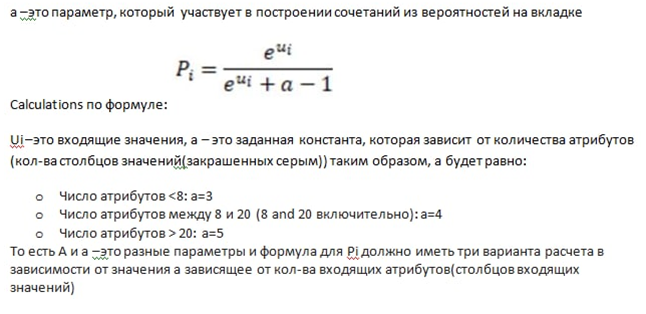 а –это параметр, который участвует в построении сочетаний из вероятностей на вкладке
P_i = e^{u_i} / (e^{u_i} + a − 1)
Calculations по формуле:
Ui–это входящие значения, а – это заданная константа, которая зависит от количества атрибутов
(кол-ва столбцов значений(закрашенных серым)) таким образом, а будет равно:
o Число атрибутов <8: а=3
o Число атрибутов между 8 и 20 (8 and 20 включительно): а=4
o Число атрибутов > 20: а=5
То есть А и а –это разные параметры и формула для Pi должно иметь три варианта расчета в
зависимости от значения а зависящее от кол-ва входящих атрибутов(столбцов входящих
значений)